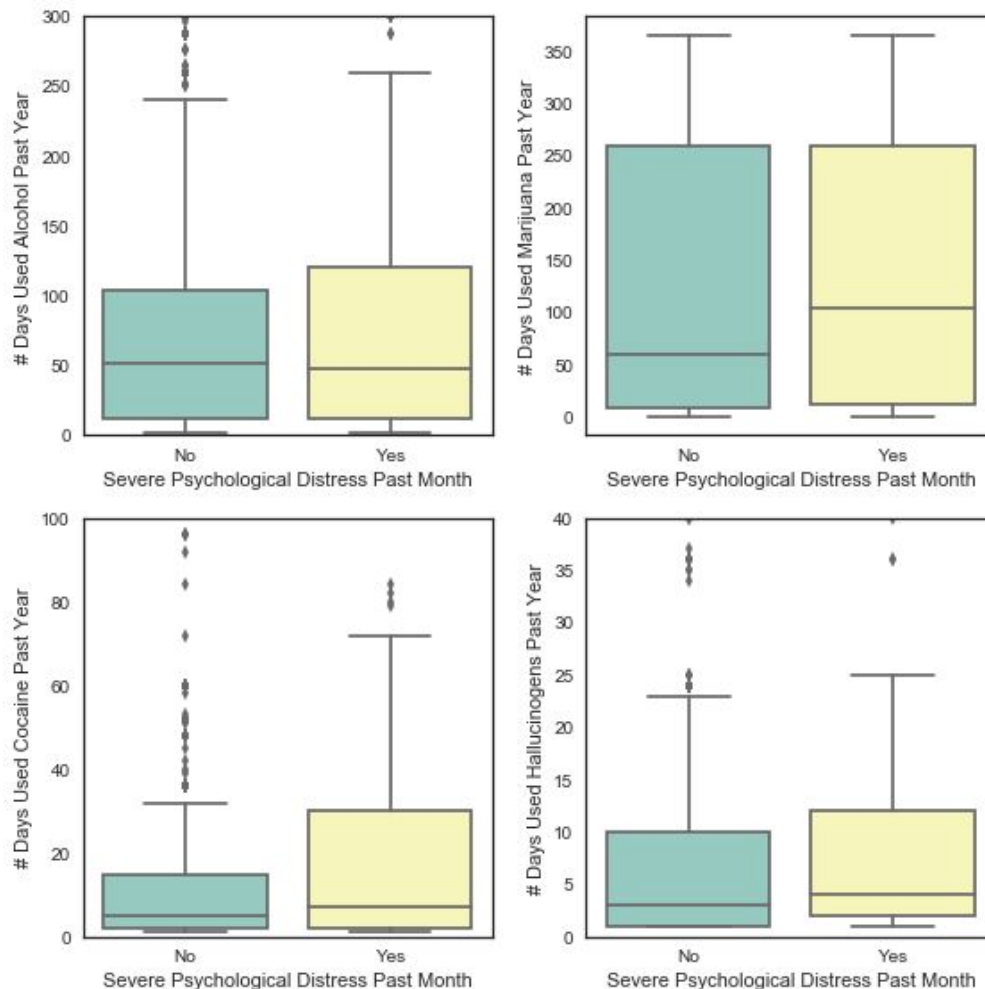 # Days Used Alcohol Past Year
300
250
200
150
100
50
0
No Yes
Severe Psychological Distress Past Month
# Days Used Marijuana Past Year
350
300
250
200
150
100
50
0
No Yes
Severe Psychological Distress Past Month
# Days Used Cocaine Past Year
100
80
60
40
20
0
No Yes
Severe Psychological Distress Past Month
# Days Used Hallucinogens Past Year
40
35
30
25
20
15
10
5
0
No Yes
Severe Psychological Distress Past Month